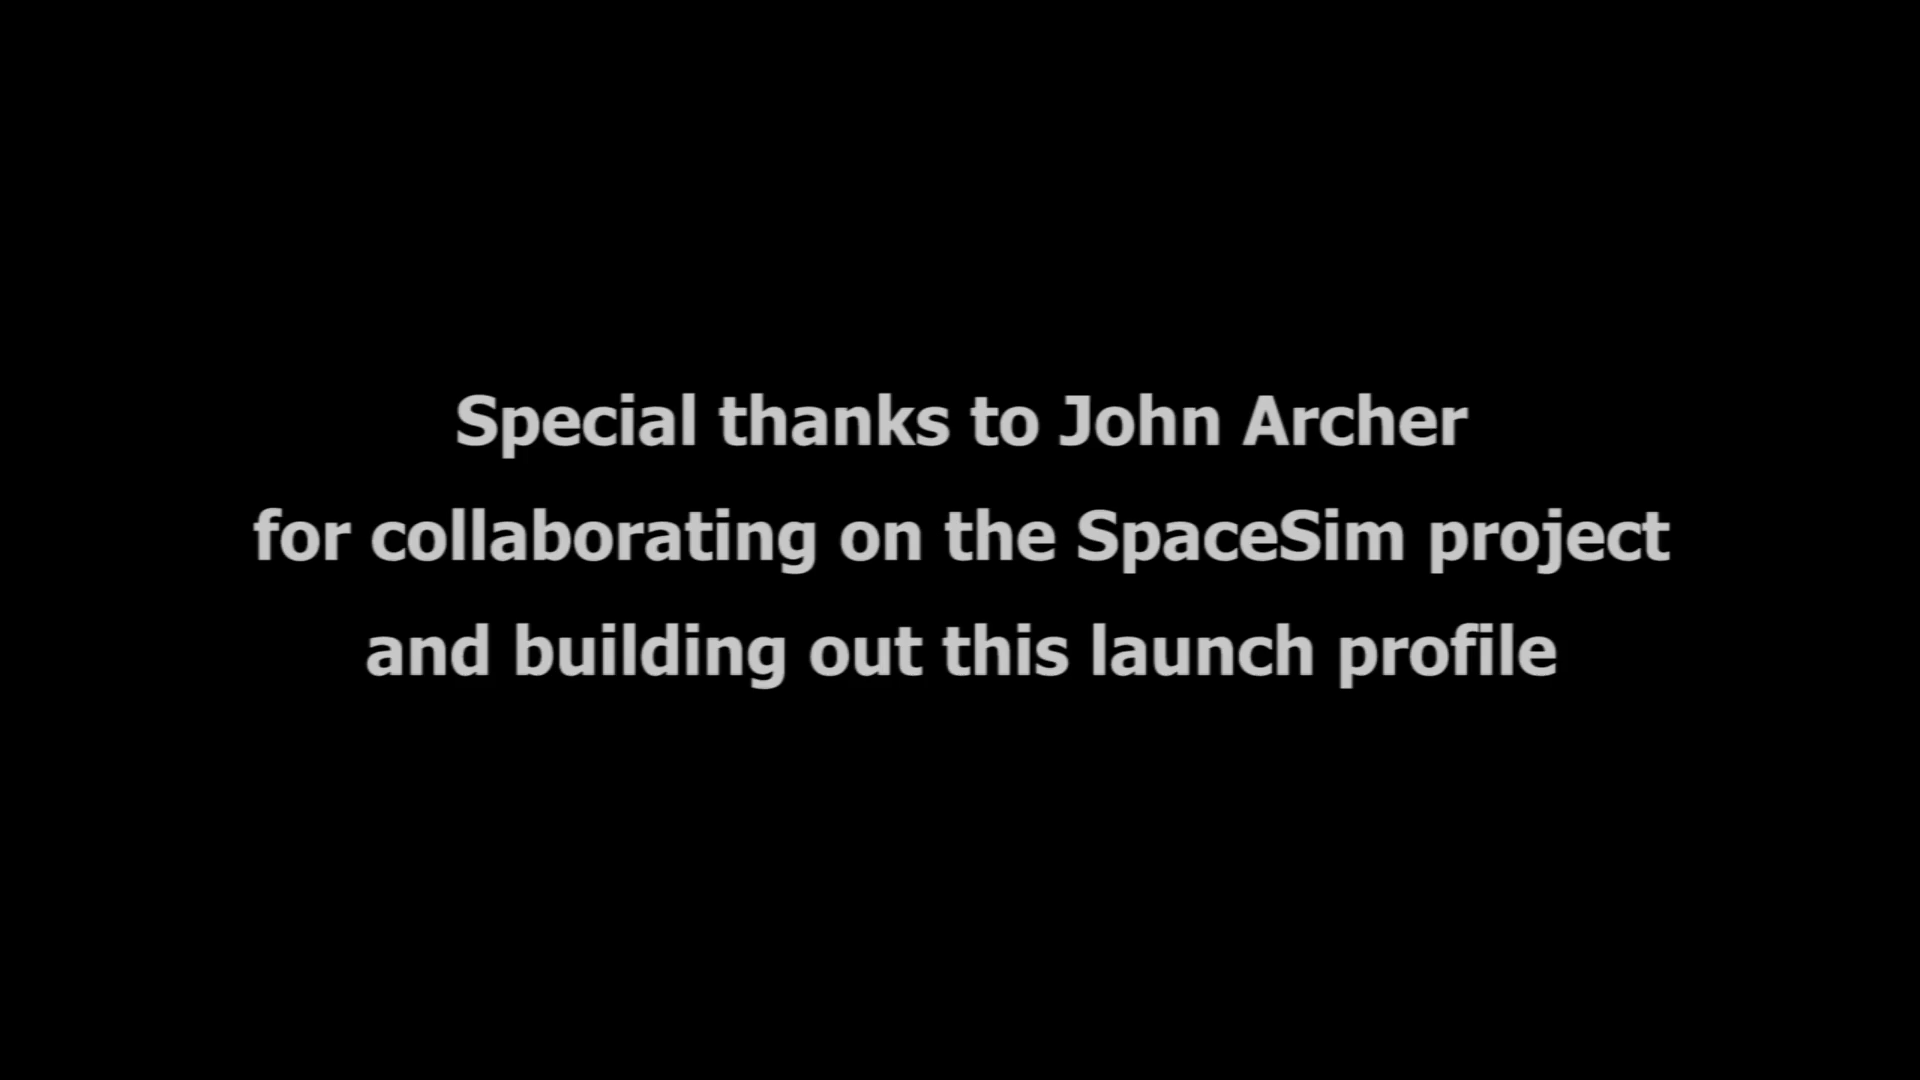 Special thanks to John Archer
for collaborating on the SpaceSim project
and building out this launch profile